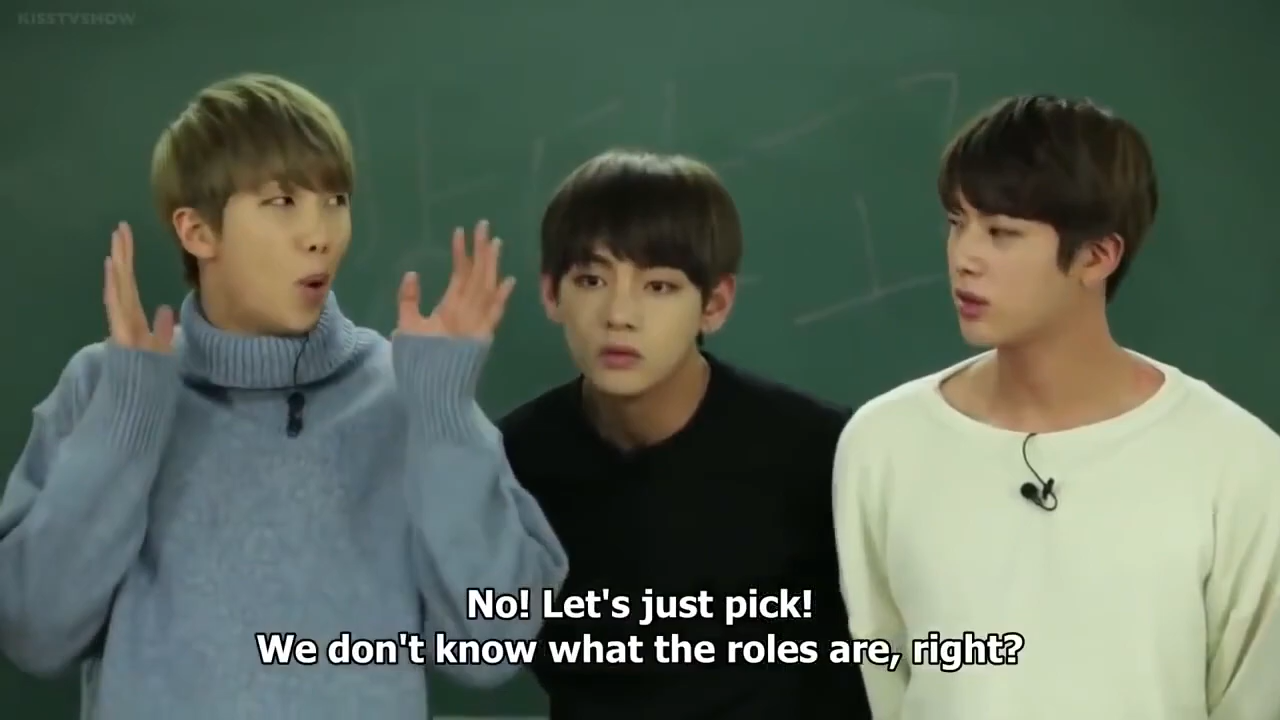 KISSTVSHOW
No! Let's just pick!
We don't know what the roles are, right?